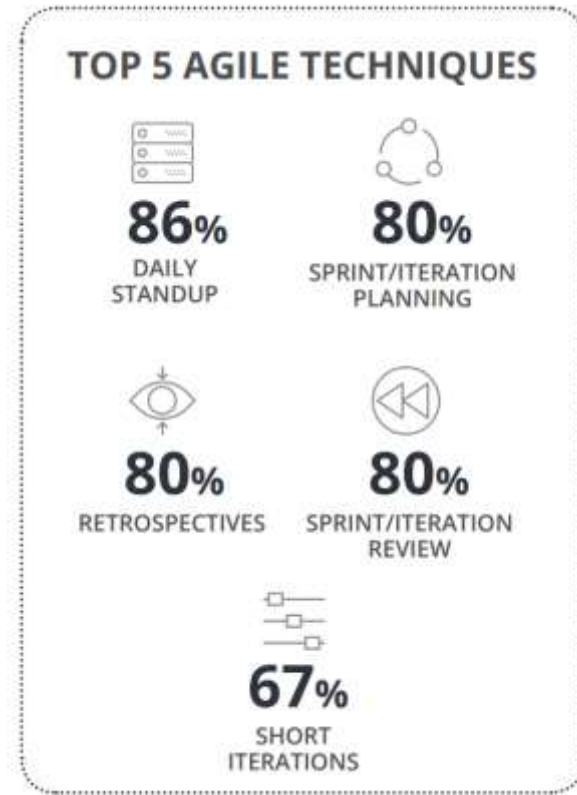 TOP 5 AGILE TECHNIQUES
86%
DAILY
STANDUP
80%
SPRINT/ITERATION
PLANNING
80%
RETROSPECTIVES
80%
SPRINT/ITERATION
REVIEW
67%
SHORT
ITERATIONS